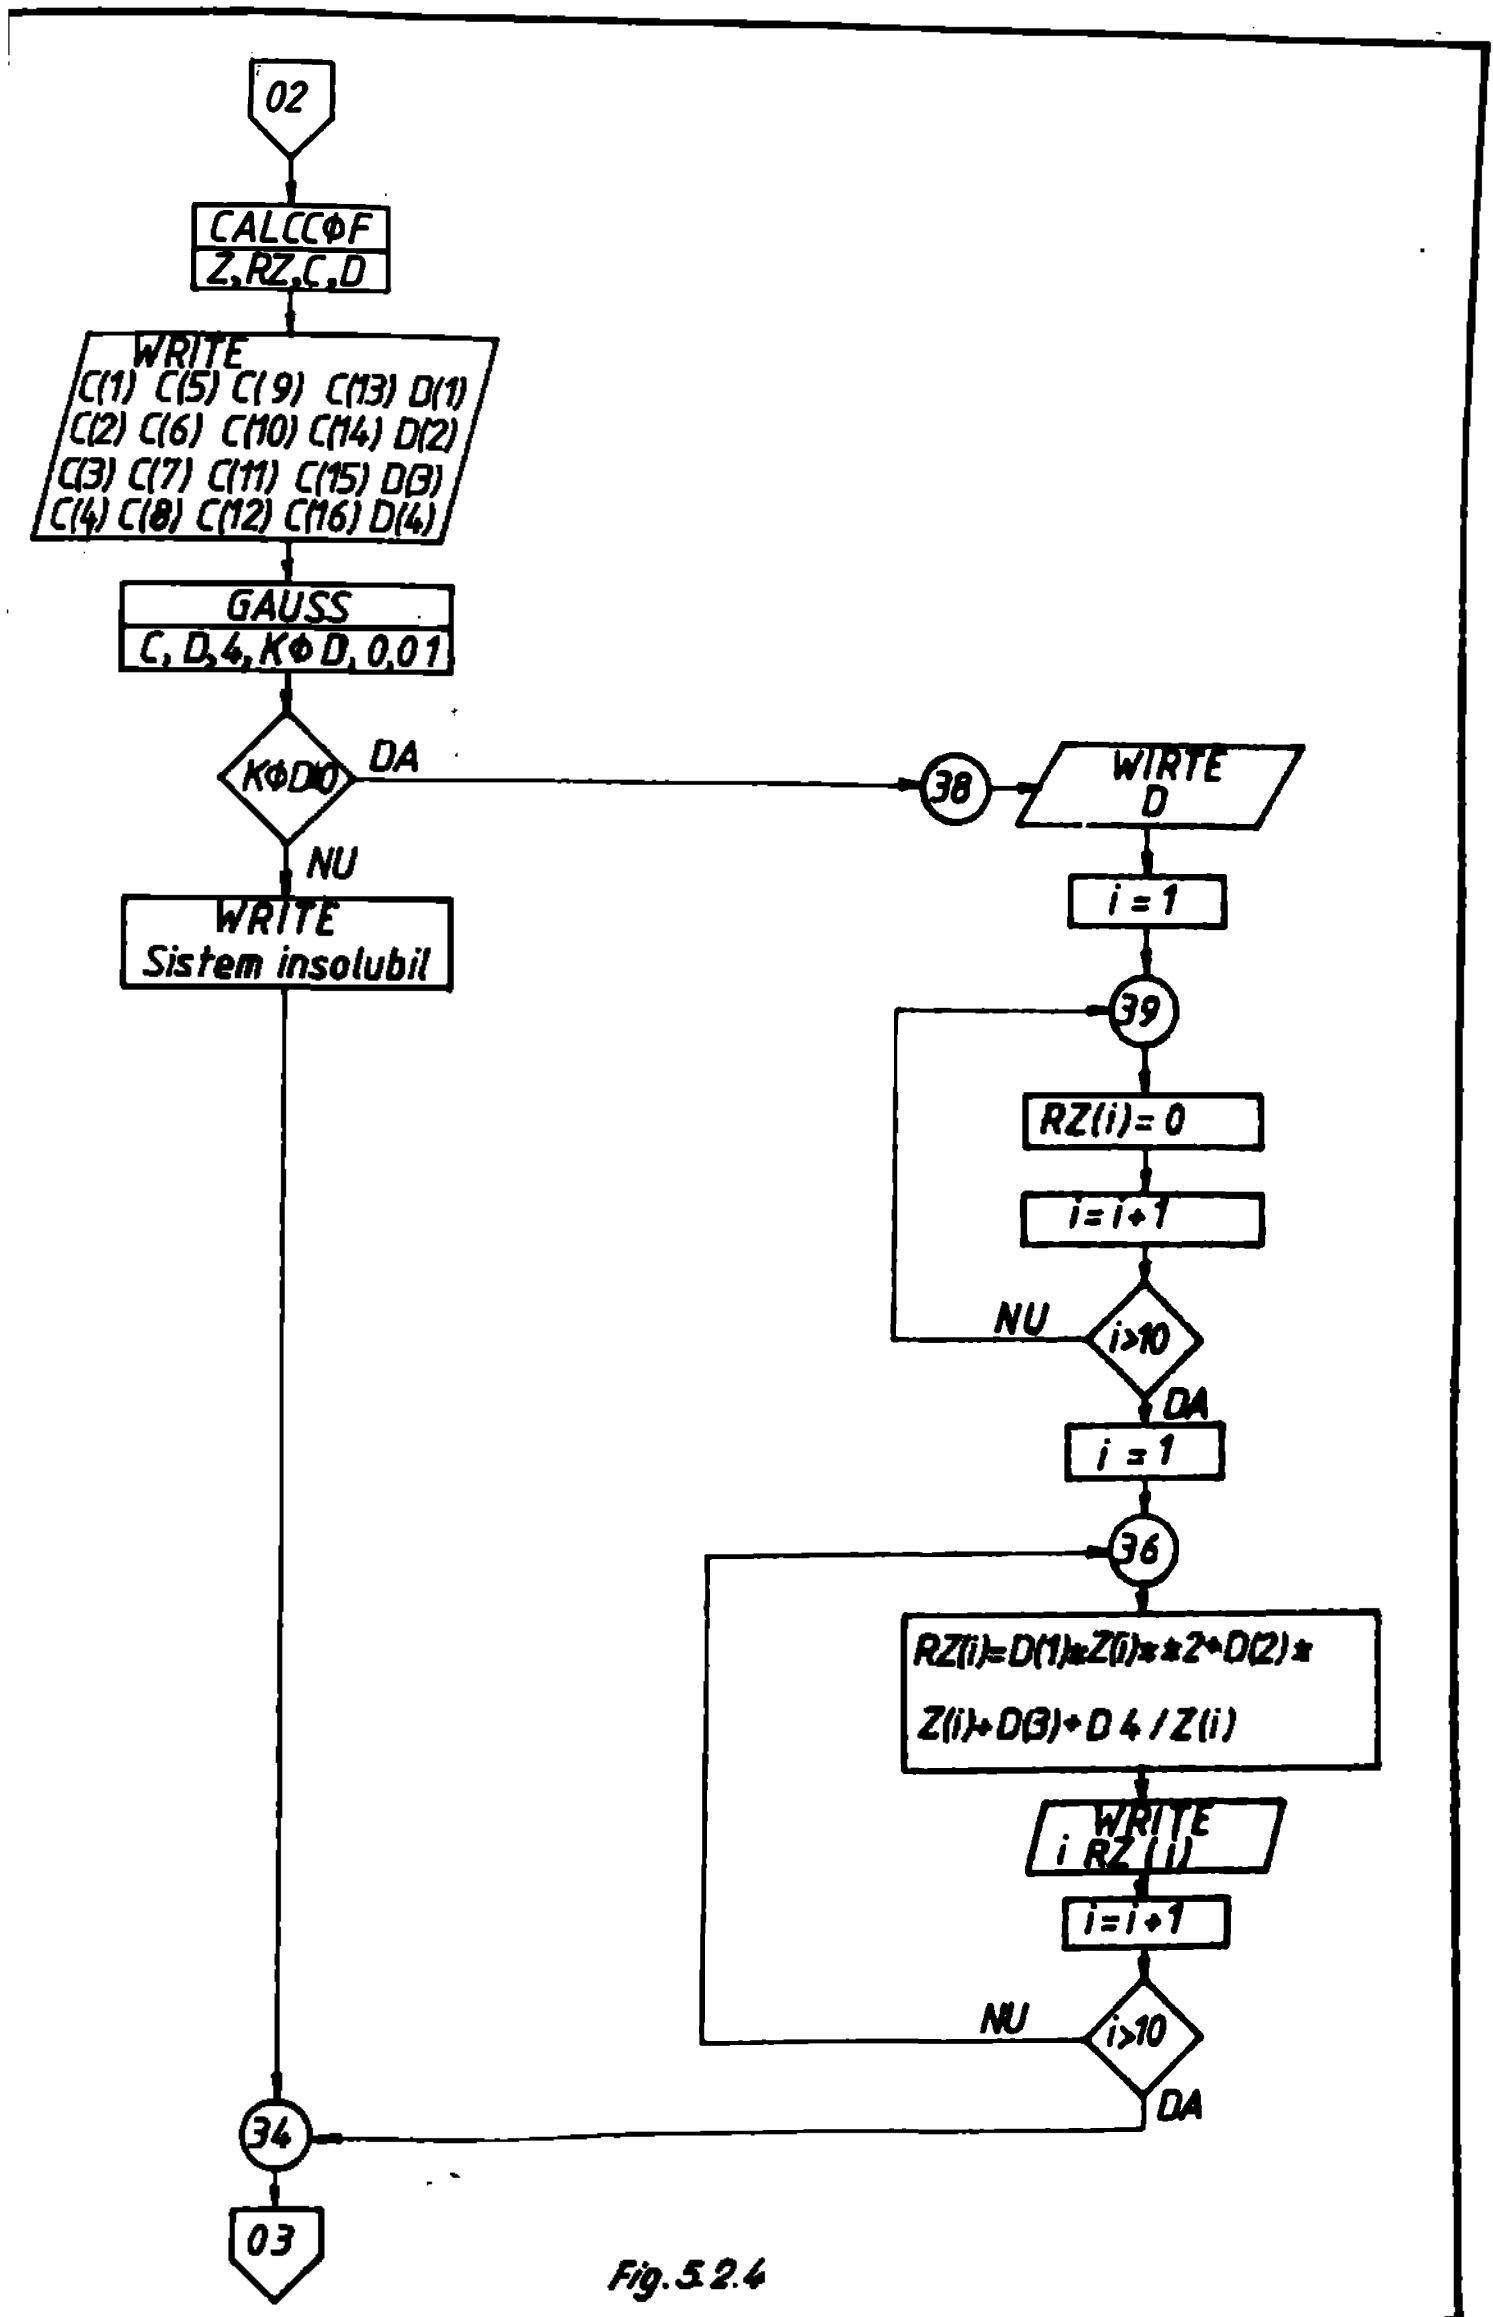 02
CALCCΦF
Z, RZ, C, D
WRITE
C(1) C(5) C(9) C(13) D(1)
C(2) C(6) C(10) C(14) D(2)
C(3) C(7) C(11) C(15) D(3)
C(4) C(8) C(12) C(16) D(4)
GAUSS
C, D, 4, KΦD, 0,01
DA
NU
WRITE
Sistem insolubil
38
WIRTE
D
i = 1
39
RZ(i)= 0
i = i + 1
NU
i>10
DA
i = 1
36
RZ(i)=D(1)*Z(i)**2+D(2)*
Z(i)+D(3)+D 4 / Z(i)
WRITE
i RZ (i)
i = i + 1
NU
i>10
DA
34
03
Fig. 5.2.4